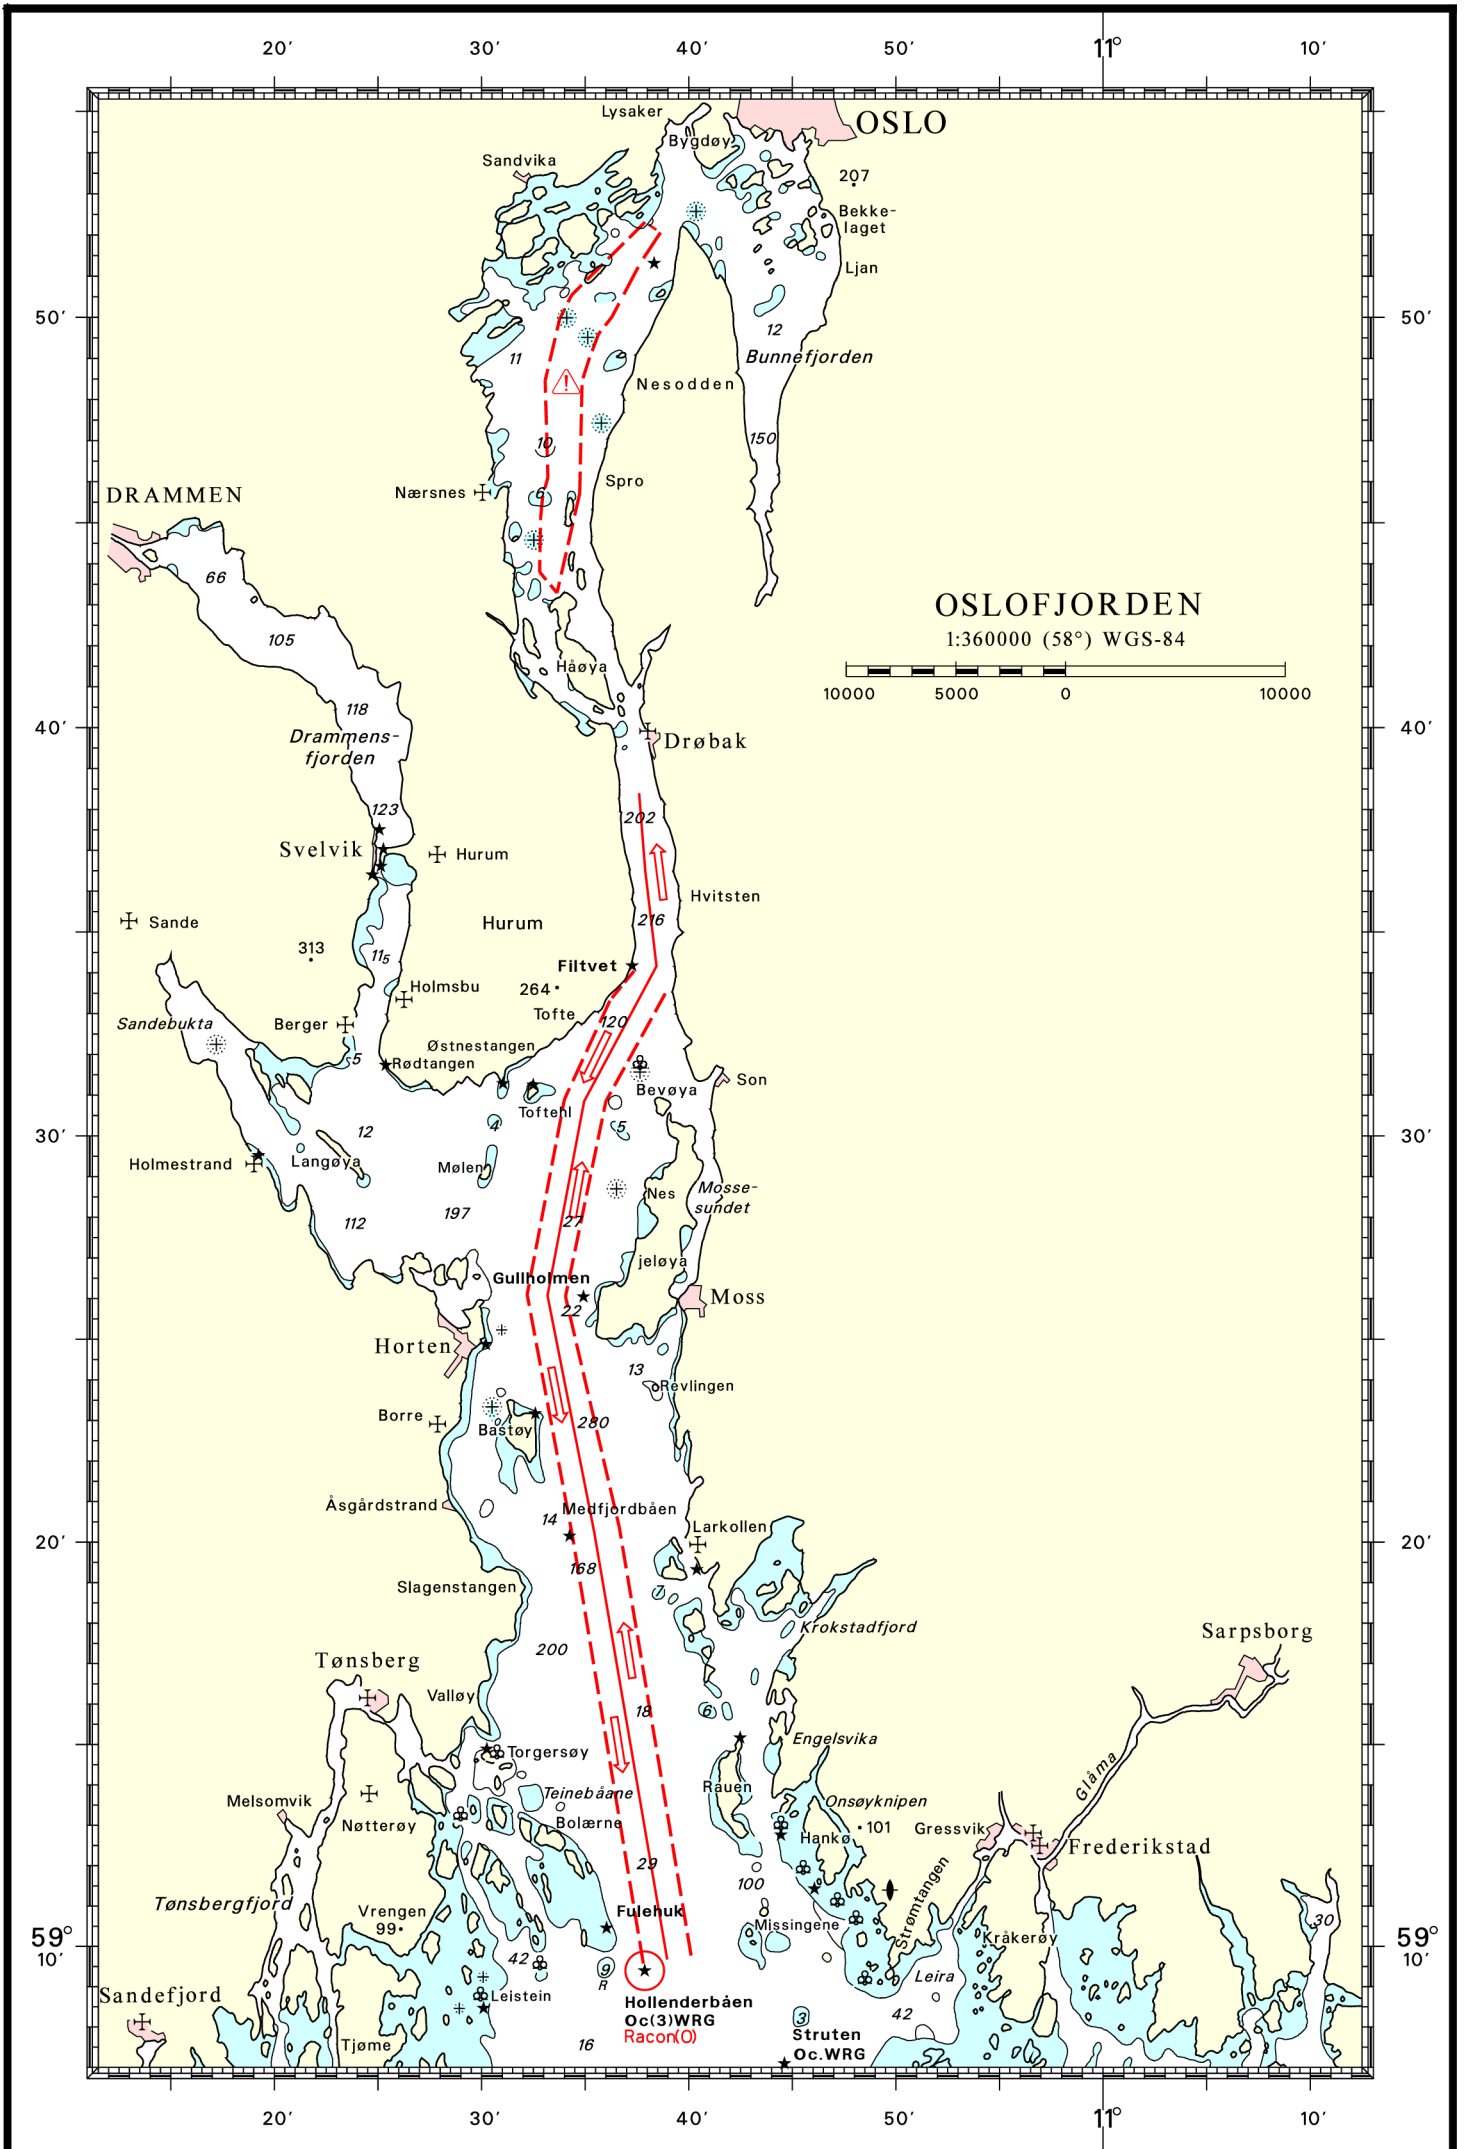 20′ 30′ 40′ 50′ 11° 10′
Lysaker
OSLO
Bygdøy
Sandvika
207
Bekke-
laget
Ljan
50′ 50′
12
11
Bunnefjorden
Nesodden
!
10
150
Spro
Nærsnes
6
DRAMMEN
66
OSLOFJORDEN
1:360000 (58°) WGS-84
10000 5000 0 10000
105
Håøya
118
40′ 40′
Drammens-
fjorden
Drøbak
123
202
Svelvik
Hurum
Hvitsten
Sande
Hurum
216
313
11₅
Filtvet
Holmsbu
264
Tofte
120
Sandebukta
Berger
Østnestangen
5
Rødtangen
Bevøya
Son
Toftehl
4
5
30′ 30′
12
Holmestrand
Langøya
Mølen
Nes
Mosse-
sundet
112
197
27
jeløya
Gullholmen
22
Moss
Horten
13
Revlingen
Borre
Bastøy
280
Åsgårdstrand
Medfjordbåen
14
Larkollen
20′ 20′
168
Slagenstangen
7
Krokstadfjord
Sarpsborg
200
Tønsberg
Valløy
18
6
Engelsvika
Torgersøy
Glåma
Rauen
Teinebåane
Melsomvik
Onsøyknipen
Nøtterøy
Bolærne
Hankø
101
Gressvik
Frederikstad
29
100
Strømtangen
Tønsbergfjord
Vrengen
99
Fulehuk
Missingene
30
Kråkerøy
59° 59°
10′ 10′
42
9
R
Leira
Sandefjord
Leistein
Hollenderbåen
Oc(3)WRG
Racon(O)
3
42
Struten
Oc.WRG
Tjøme
16
20′ 30′ 40′ 50′ 11° 10′